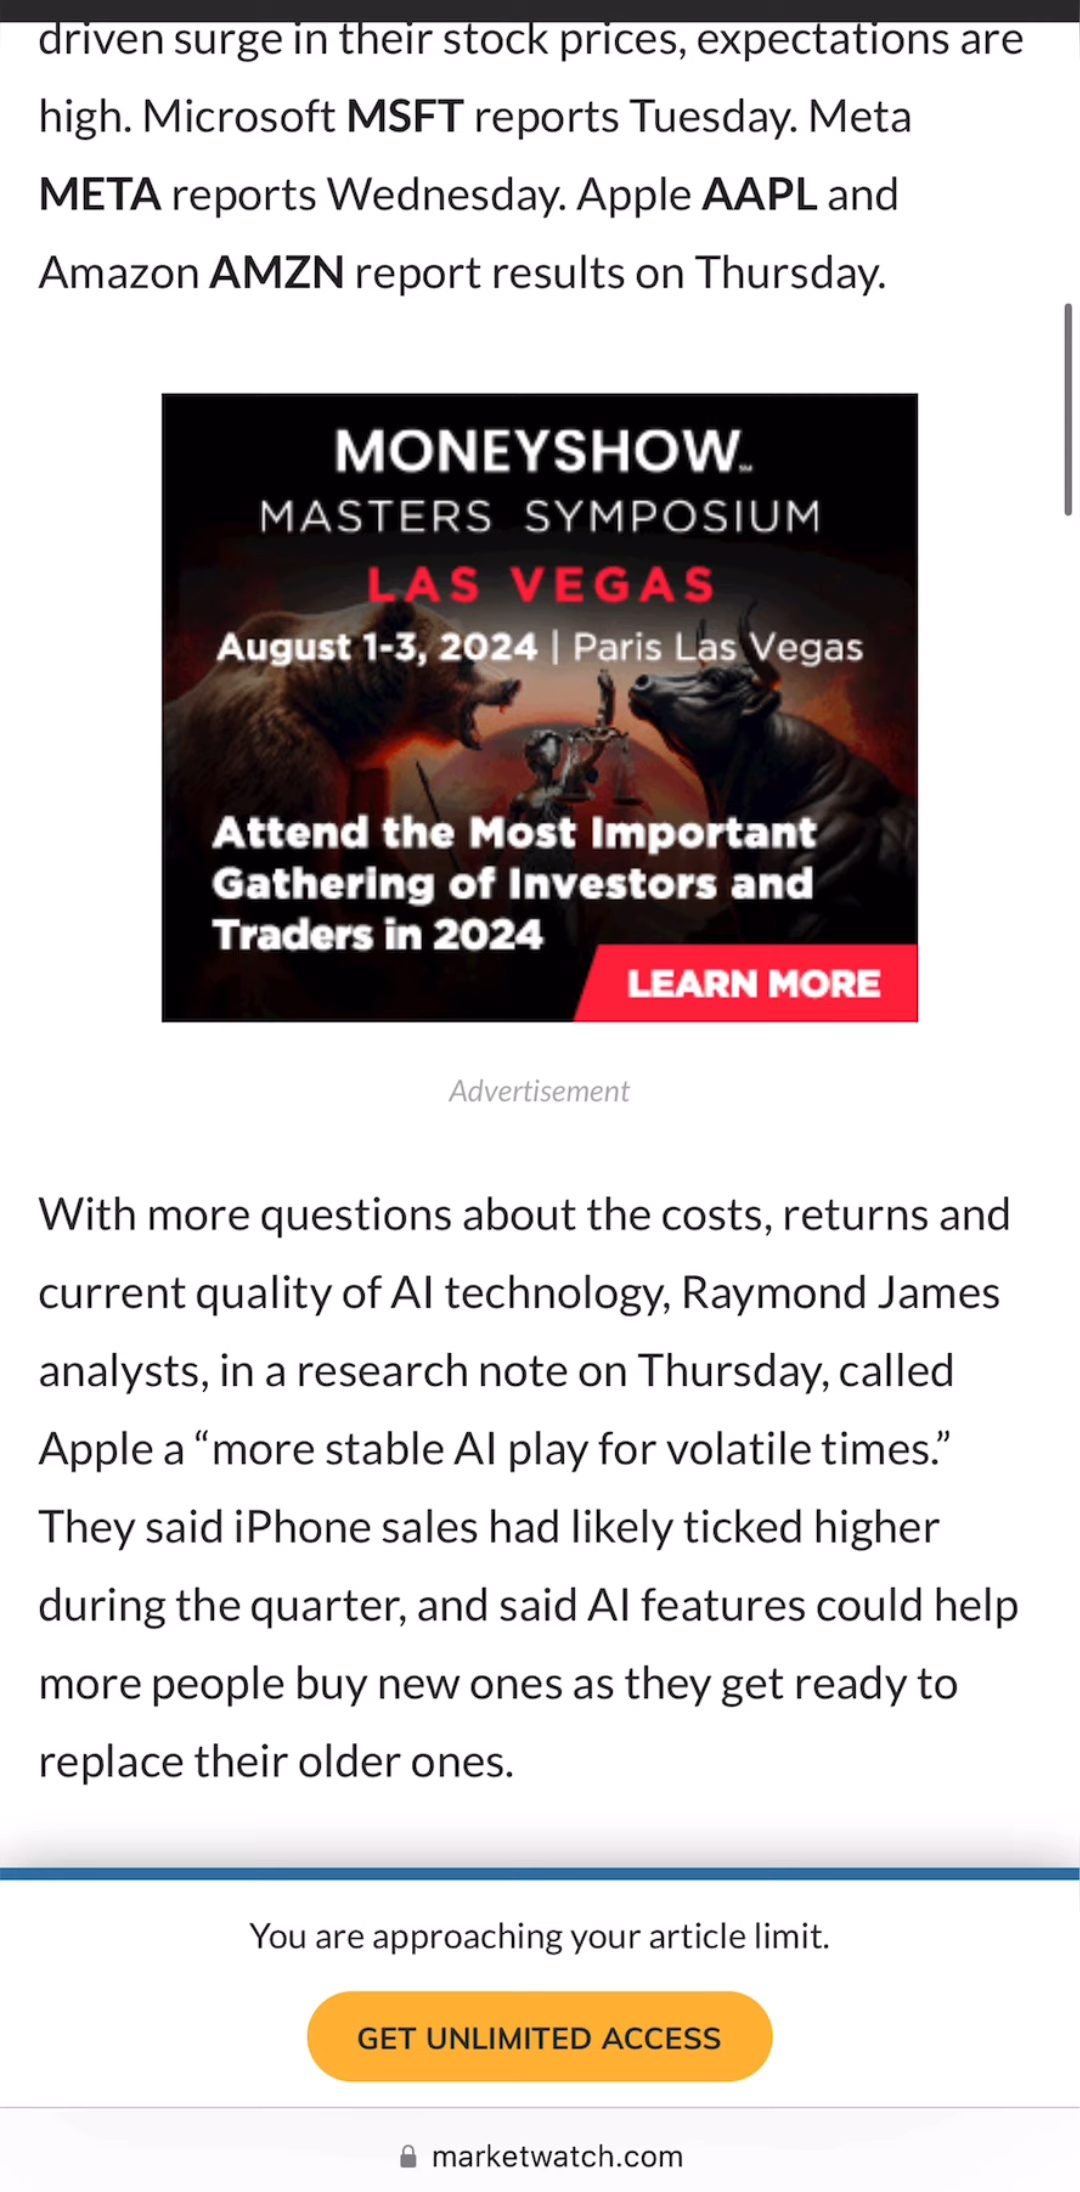 driven surge in their stock prices, expectations are
high. Microsoft MSFT reports Tuesday. Meta
META reports Wednesday. Apple AAPL and
Amazon AMZN report results on Thursday.
MONEYSHOW
MASTERS SYMPOSIUM
LAS VEGAS
August 1-3, 2024 | Paris Las Vegas
Attend the Most Important
Gathering of Investors and
Traders in 2024
LEARN MORE
Advertisement
With more questions about the costs, returns and
current quality of AI technology, Raymond James
analysts, in a research note on Thursday, called
Apple a “more stable AI play for volatile times.”
They said iPhone sales had likely ticked higher
during the quarter, and said AI features could help
more people buy new ones as they get ready to
replace their older ones.
You are approaching your article limit.
GET UNLIMITED ACCESS
marketwatch.com